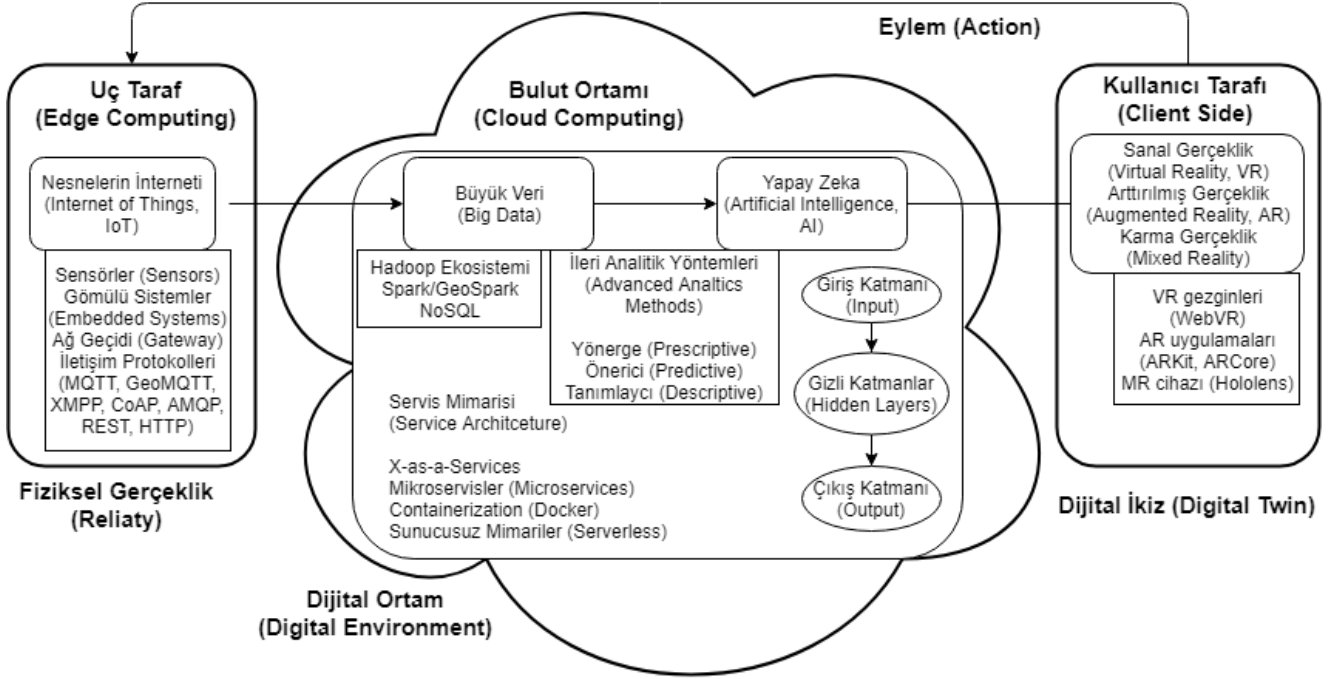 Eylem (Action)
Uç Taraf
(Edge Computing)
Nesnelerin İnterneti
(Internet of Things,
IoT)
Sensörler (Sensors)
Gömülü Sistemler
(Embedded Systems)
Ağ Geçidi (Gateway)
İletişim Protokolleri
(MQTT, GeoMQTT,
XMPP, CoAP, AMQP,
REST, HTTP)
Fiziksel Gerçeklik
(Reliaty)
Bulut Ortamı
(Cloud Computing)
Büyük Veri
(Big Data)
Hadoop Ekosistemi
Spark/GeoSpark
NoSQL
İleri Analitik Yöntemleri
(Advanced Analtics
Methods)
Yönerge (Prescriptive)
Önerici (Predictive)
Tanımlaycı (Descriptive)
Servis Mimarisi
(Service Architceture)
X-as-a-Services
Mikroservisler (Microservices)
Containerization (Docker)
Sunucusuz Mimariler (Serverless)
Yapay Zeka
(Artificial Intelligence,
AI)
Giriş Katmanı
(Input)
Gizli Katmanlar
(Hidden Layers)
Çıkış Katmanı
(Output)
Dijital Ortam
(Digital Environment)
Kullanıcı Tarafı
(Client Side)
Sanal Gerçeklik
(Virtual Reality, VR)
Arttırılmış Gerçeklik
(Augmented Reality, AR)
Karma Gerçeklik
(Mixed Reality)
VR gezginleri
(WebVR)
AR uygulamaları
(ARKit, ARCore)
MR cihazı (Hololens)
Dijital İkiz (Digital Twin)